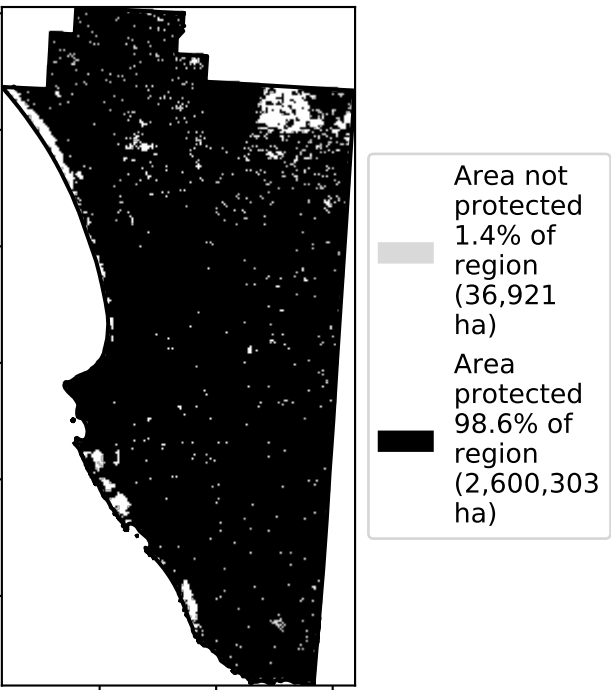 Area not
protected
1.4% of
region
(36,921
ha)
Area
protected
98.6% of
region
(2,600,303
ha)